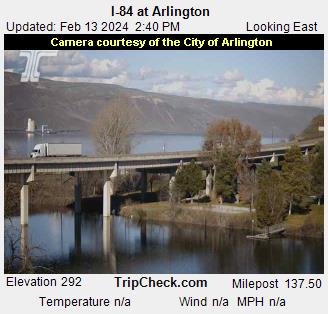 I-84 at Arlington
Updated: Feb 13 2024 2:40 PM Looking East
Camera courtesy of the City of Arlington
Elevation 292 TripCheck.com Milepost 137.50
Temperature n/a Wind n/a MPH n/a